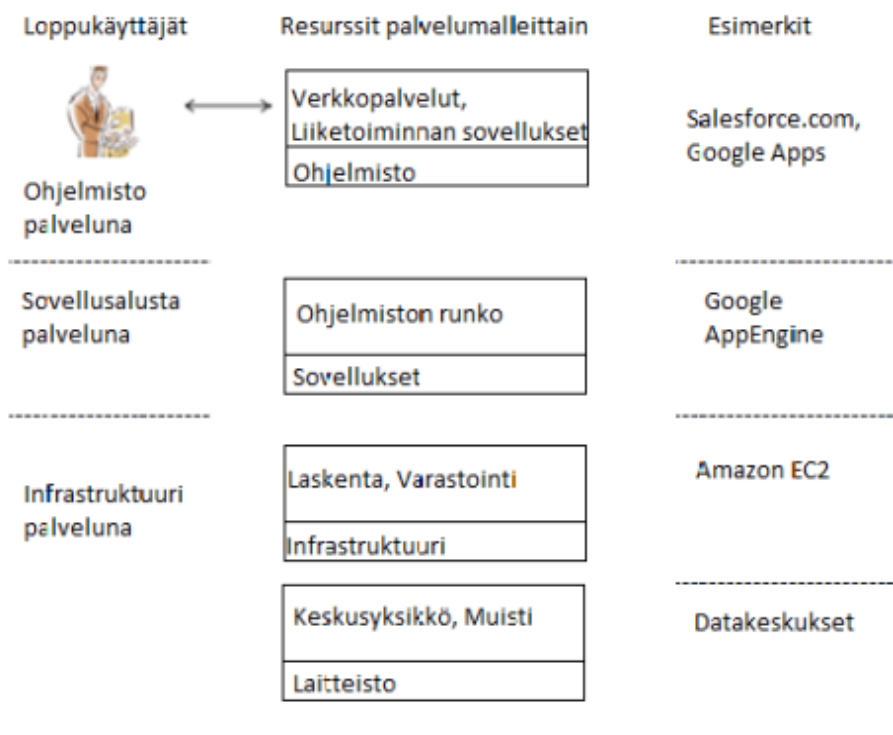 Loppukäyttäjät
Resurssit palvelumalleittain
Esimerkit
Verkkopalvelut,
Liiketoiminnan sovellukset
Ohjelmisto
Salesforce.com,
Google Apps
Ohjelmisto
palveluna
Sovellusalusta
palveluna
Ohjelmiston runko
Sovellukset
Google
AppEngine
Infrastruktuuri
palveluna
Laskenta, Varastointi
Infrastruktuuri
Amazon EC2
Keskusyksikkö, Muisti
Laitteisto
Datakeskukset